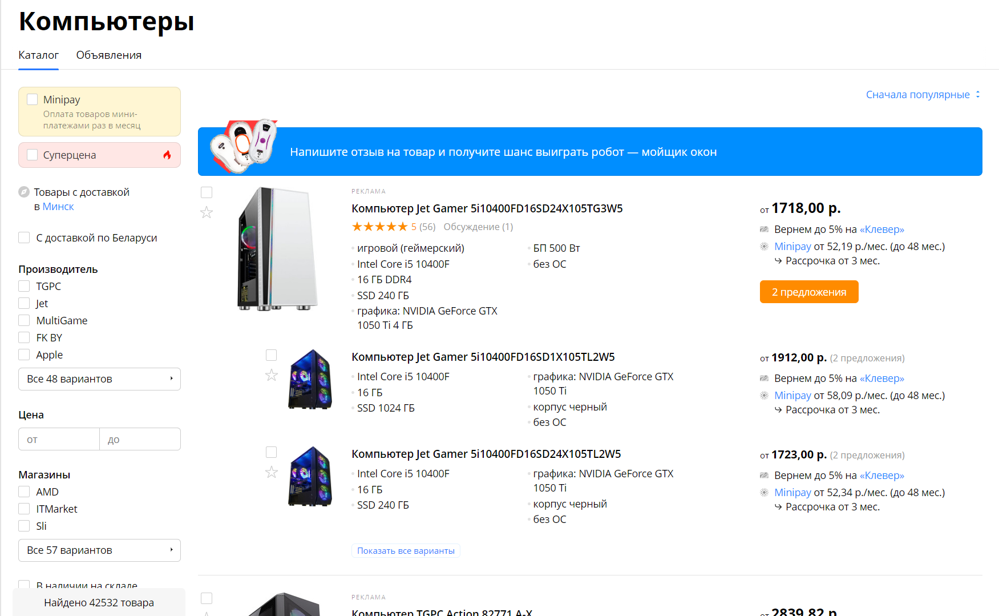 Компьютеры
Каталог
Объявления
Minipay
Оплата товаров мини-
платежами раз в месяц
Суперцена
Товары с доставкой
в Минск
С доставкой по Беларуси
Производитель
TGPC
Jet
MultiGame
FK BY
Apple
Все 48 вариантов
Цена
от
до
Магазины
AMD
ITMarket
Sli
Все 57 вариантов
В наличии на складе
Найдено 42532 товара
Сначала популярные
Напишите отзыв на товар и получите шанс выиграть робот — мойщик окон
РЕКЛАМА
Компьютер Jet Gamer 5i10400FD16SD24X105TG3W5
5 (56) Обсуждение (1)
игровой (геймерский)
Intel Core i5 10400F
16 ГБ DDR4
SSD 240 ГБ
графика: NVIDIA GeForce GTX
1050 Ti 4 ГБ
БП 500 Вт
без ОС
от 1718,00 р.
Вернем до 5% на «Клевер»
Minipay от 52,19 р./мес. (до 48 мес.)
Рассрочка от 3 мес.
2 предложения
Компьютер Jet Gamer 5i10400FD16SD1X105TL2W5
Intel Core i5 10400F
16 ГБ
SSD 1024 ГБ
графика: NVIDIA GeForce GTX
1050 Ti
корпус черный
без ОС
от 1912,00 р. (2 предложения)
Вернем до 5% на «Клевер»
Minipay от 58,09 р./мес. (до 48 мес.)
Рассрочка от 3 мес.
Компьютер Jet Gamer 5i10400FD16SD24X105TL2W5
Intel Core i5 10400F
16 ГБ
SSD 240 ГБ
графика: NVIDIA GeForce GTX
1050 Ti
корпус черный
без ОС
от 1723,00 р. (2 предложения)
Вернем до 5% на «Клевер»
Minipay от 52,34 р./мес. (до 48 мес.)
Рассрочка от 3 мес.
Показать все варианты
РЕКЛАМА
Компьютер TGPC Action 82771 A-X
от 2839,82 р.